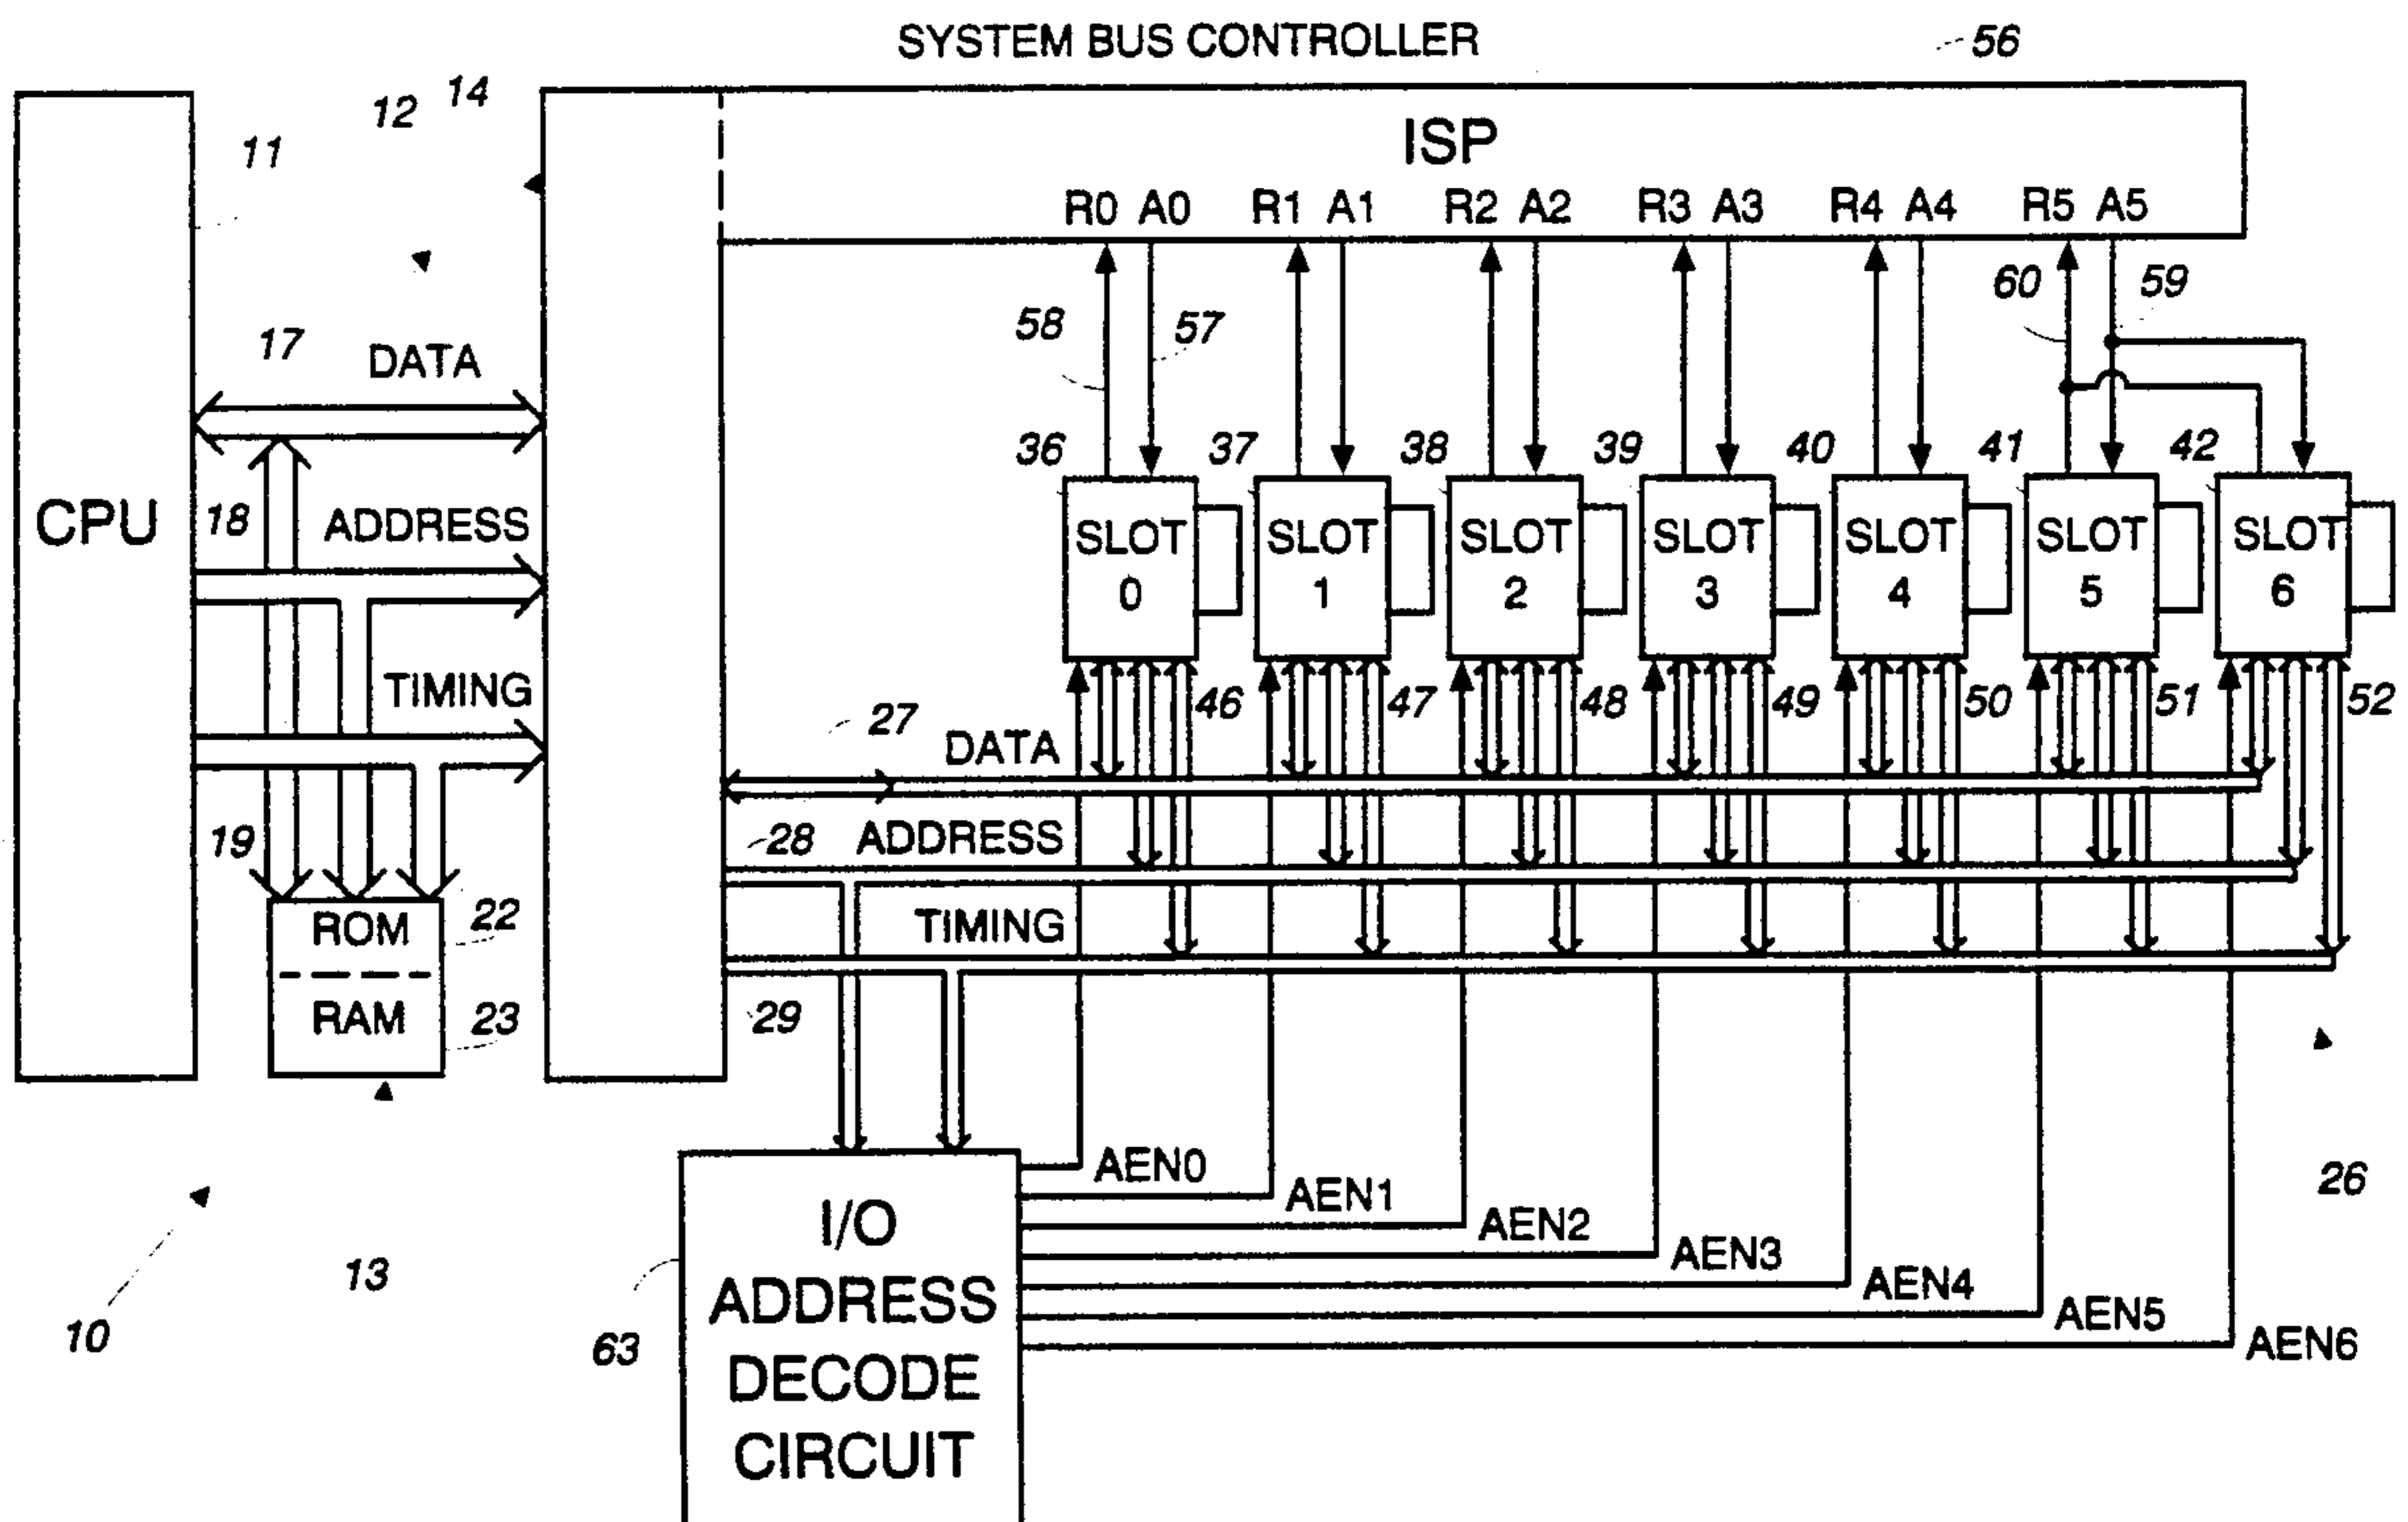 SYSTEM BUS CONTROLLER
56
12
14
11
ISP
R0 A0 R1 A1 R2 A2 R3 A3 R4 A4 R5 A5
58
57
60
59
17
DATA
36 37 38 39 40 41 42
CPU
18
ADDRESS
SLOT 0
SLOT 1
SLOT 2
SLOT 3
SLOT 4
SLOT 5
SLOT 6
TIMING
46 47 48 49 50 51 52
27
DATA
19
28
ADDRESS
ROM
22
TIMING
RAM
23
29
26
AEN0
AEN1
AEN2
AEN3
AEN4
AEN5
AEN6
I/O
ADDRESS
DECODE
CIRCUIT
63
13
10